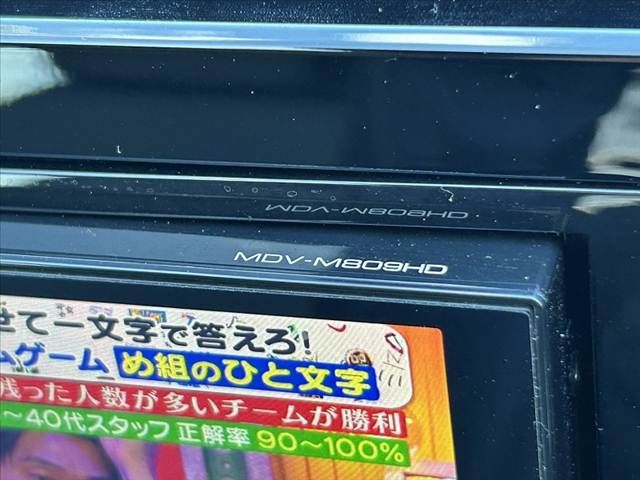 MDV-M809HD
せて一文字で答えろ!
ムゲーム め組のひと文字
残った人数が多いチームが勝利
~40代スタッフ 正解率 90~100%